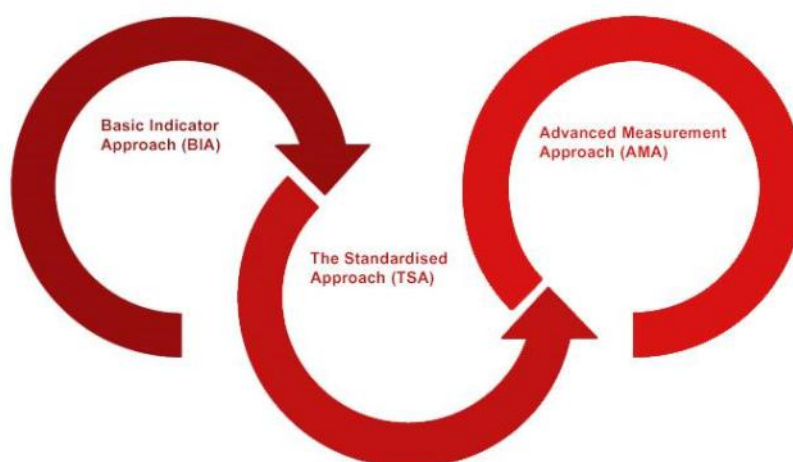 Basic Indicator
Approach (BIA)
The Standardised
Approach (TSA)
Advanced Measurement
Approach (AMA)